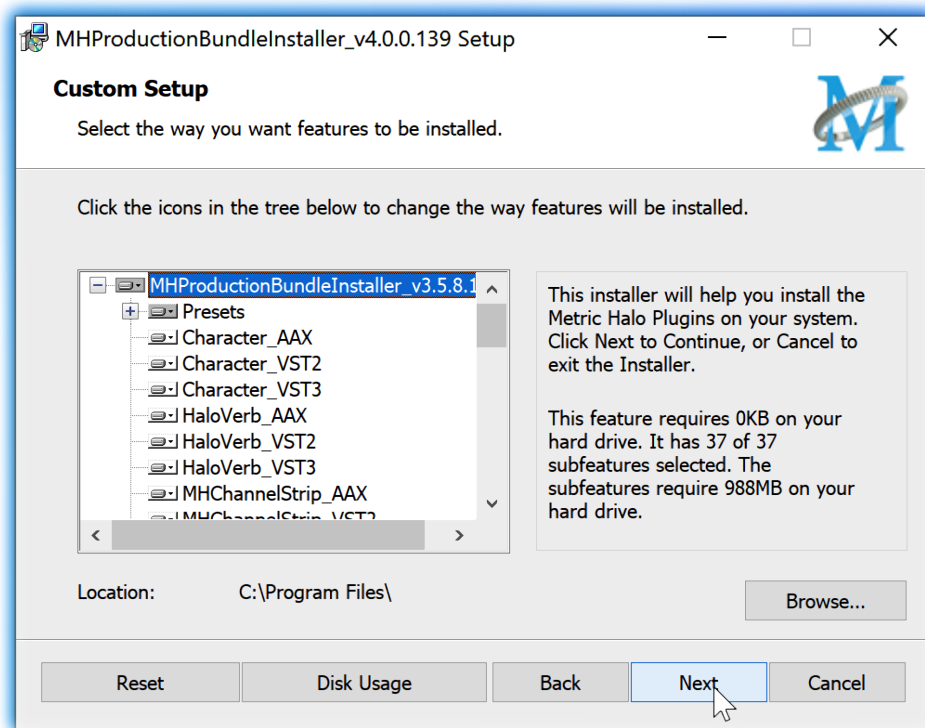 MHProductionBundleInstaller_v4.0.0.139 Setup
Custom Setup
Select the way you want features to be installed.
Click the icons in the tree below to change the way features will be installed.
MHProductionBundleInstaller_v3.5.8.1
Presets
Character_AAX
Character_VST2
Character_VST3
HaloVerb_AAX
HaloVerb_VST2
HaloVerb_VST3
MHChannelStrip_AAX
MHChannelStrip_VST2
This installer will help you install the
Metric Halo Plugins on your system.
Click Next to Continue, or Cancel to
exit the Installer.
This feature requires 0KB on your
hard drive. It has 37 of 37
subfeatures selected. The
subfeatures require 988MB on your
hard drive.
Location: C:\Program Files\
Browse...
Reset Disk Usage Back Next Cancel